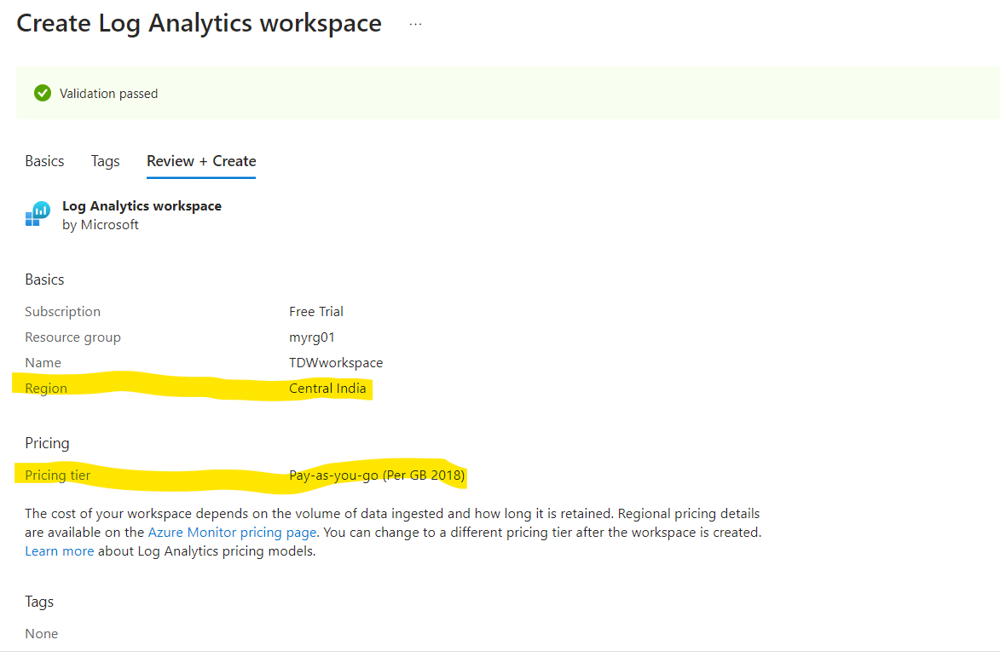 Create Log Analytics workspace ...
Validation passed
Basics Tags Review + Create
Log Analytics workspace
by Microsoft
Basics
Subscription Free Trial
Resource group myrg01
Name TDWworkspace
Region Central India
Pricing
Pricing tier Pay-as-you-go (Per GB 2018)
The cost of your workspace depends on the volume of data ingested and how long it is retained. Regional pricing details
are available on the Azure Monitor pricing page. You can change to a different pricing tier after the workspace is created.
Learn more about Log Analytics pricing models.
Tags
None